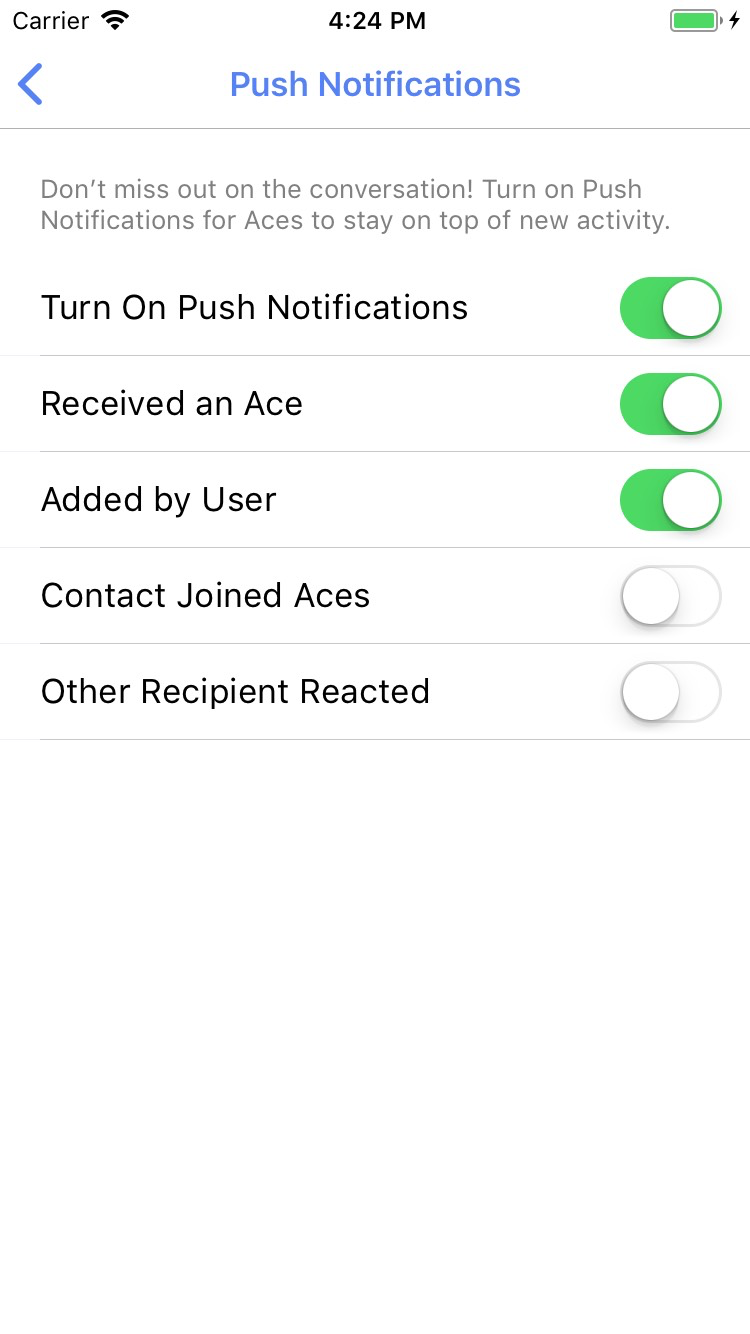 Carrier 4:24 PM
Push Notifications
Don’t miss out on the conversation! Turn on Push
Notifications for Aces to stay on top of new activity.
Turn On Push Notifications
Received an Ace
Added by User
Contact Joined Aces
Other Recipient Reacted